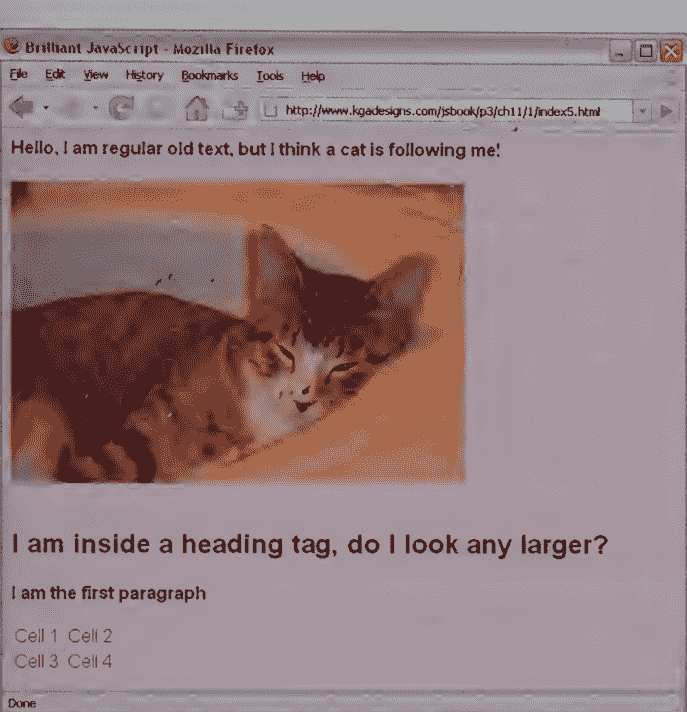 Brilliant JavaScript - Mozilla Firefox
File Edit View History Bookmarks Tools Help
http://www.kgadesigns.com/jsbook/p3/ch11/1/index5.html
Hello, I am regular old text, but I think a cat is following me!
I am inside a heading tag, do I look any larger?
I am the first paragraph
Cell 1 Cell 2
Cell 3 Cell 4
Done